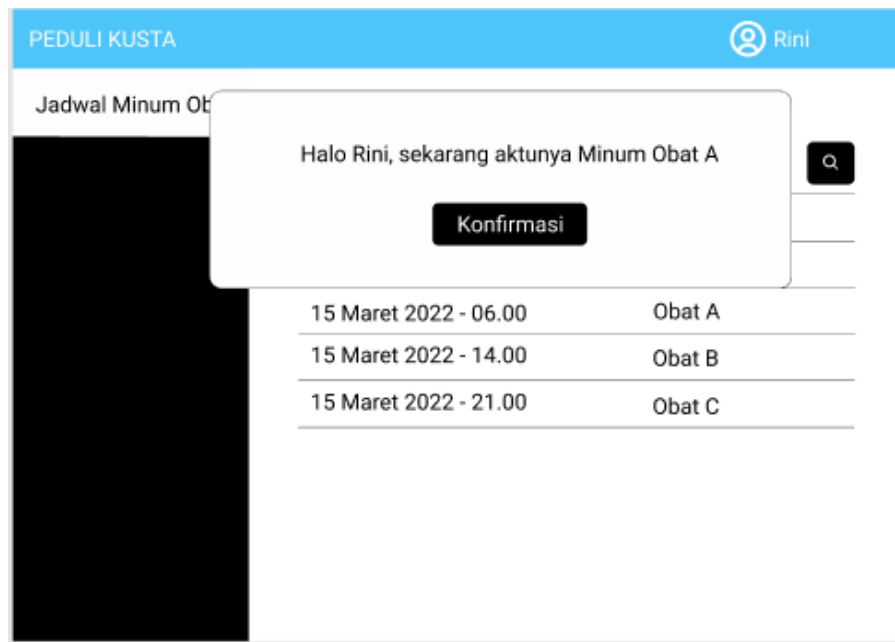 PEDULI KUSTA
Rini
Jadwal Minum Ob
Halo Rini, sekarang aktunya Minum Obat A
Konfirmasi
15 Maret 2022 - 06.00 Obat A
15 Maret 2022 - 14.00 Obat B
15 Maret 2022 - 21.00 Obat C